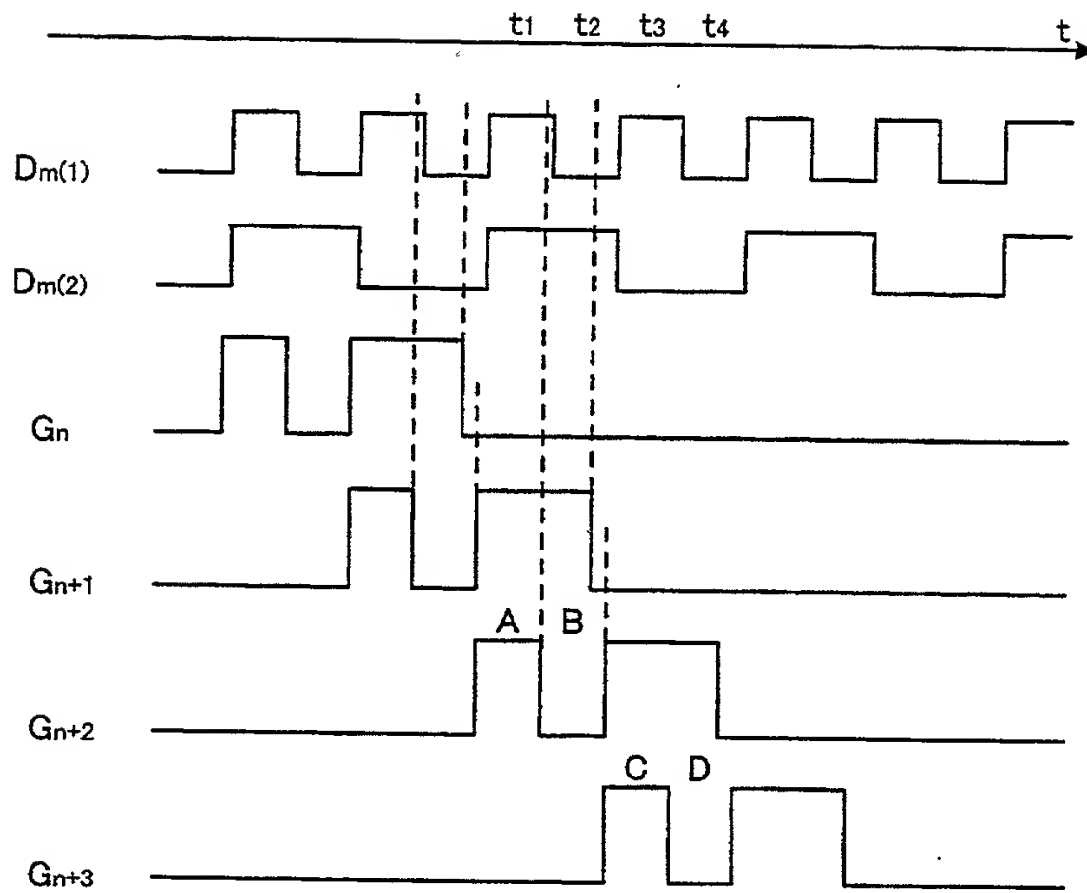 t1 t2 t3 t4 t
Dm(1)
Dm(2)
Gn
Gn+1
A B
Gn+2
C D
Gn+3